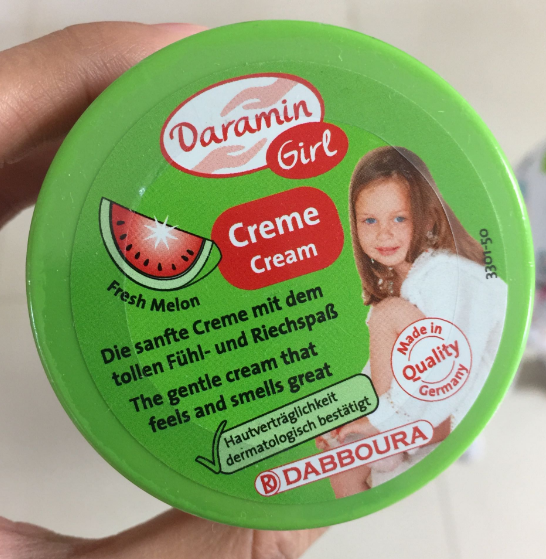 Daramin
Girl
Creme
Cream
Fresh Melon
Die sanfte Creme mit dem
tollen Fühl- und Riechspaß
The gentle cream that
feels and smells great
Hautverträglichkeit
dermatologisch bestätigt
Made in
Quality
Germany
DABBOURA
3301-50